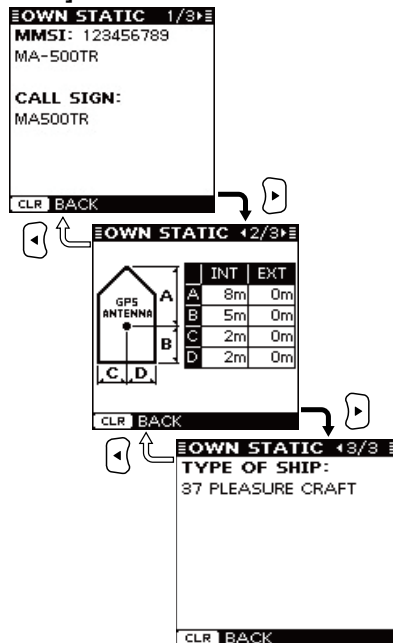 OWN STATIC 1/3
MMSI: 123456789
MA-500TR
CALL SIGN:
MA500TR
CLR BACK
OWN STATIC 2/3
GPS
ANTENNA
A
B
C D
INT EXT
A 8m 0m
B 5m 0m
C 2m 0m
D 2m 0m
CLR BACK
OWN STATIC 3/3
TYPE OF SHIP:
37 PLEASURE CRAFT
CLR BACK